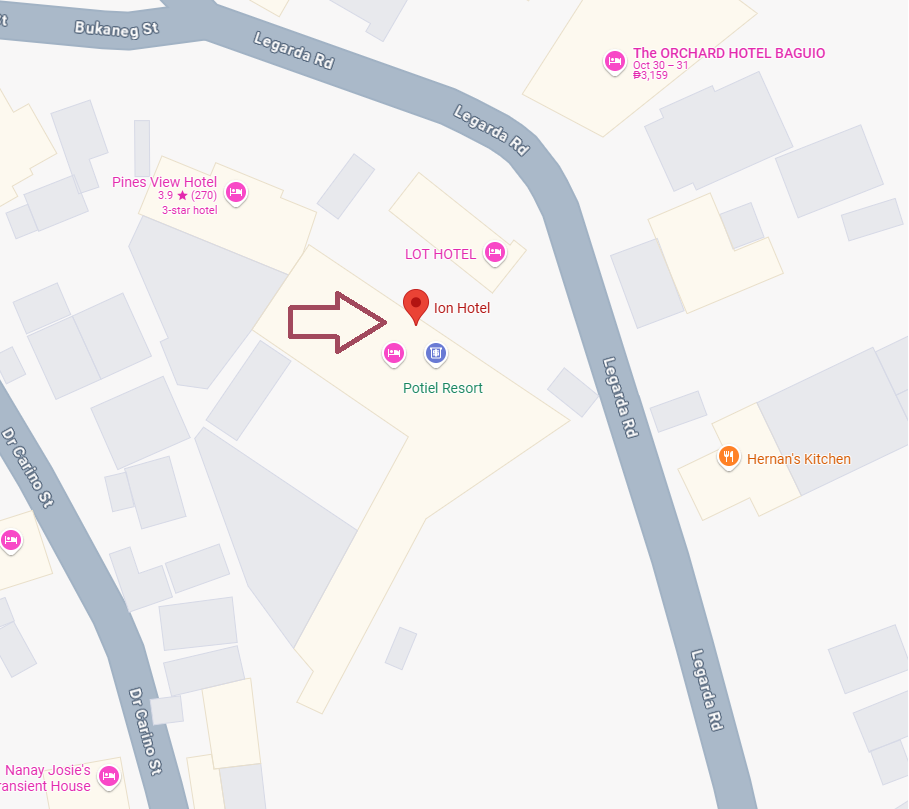 Bukaneg St
Legarda Rd
The ORCHARD HOTEL BAGUIO
Oct 30 – 31
₱3,159
Legarda Rd
Pines View Hotel
3.9 ★ (270)
3-star hotel
LOT HOTEL
Ion Hotel
Potiel Resort
Legarda Rd
Dr Carino St
Hernan's Kitchen
Legarda Rd
Dr Carino St
Nanay Josie's
ransient House